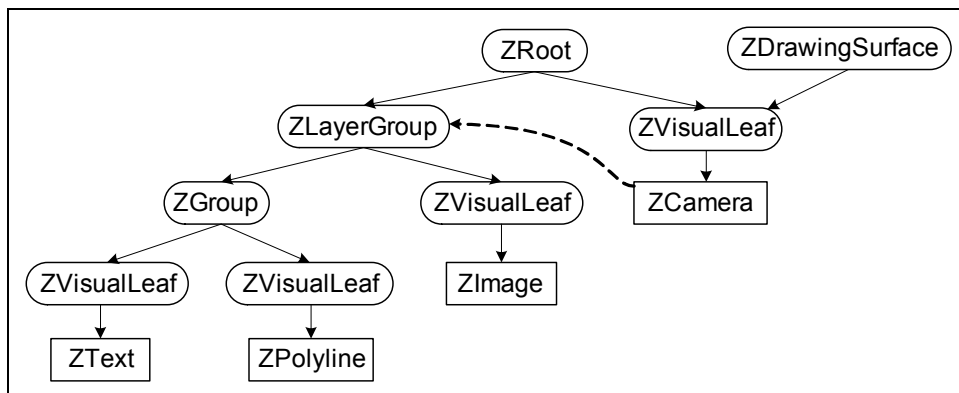 ZRoot
ZDrawingSurface
ZLayerGroup
ZVisualLeaf
ZGroup
ZVisualLeaf
ZCamera
ZVisualLeaf
ZVisualLeaf
ZImage
ZText
ZPolyline